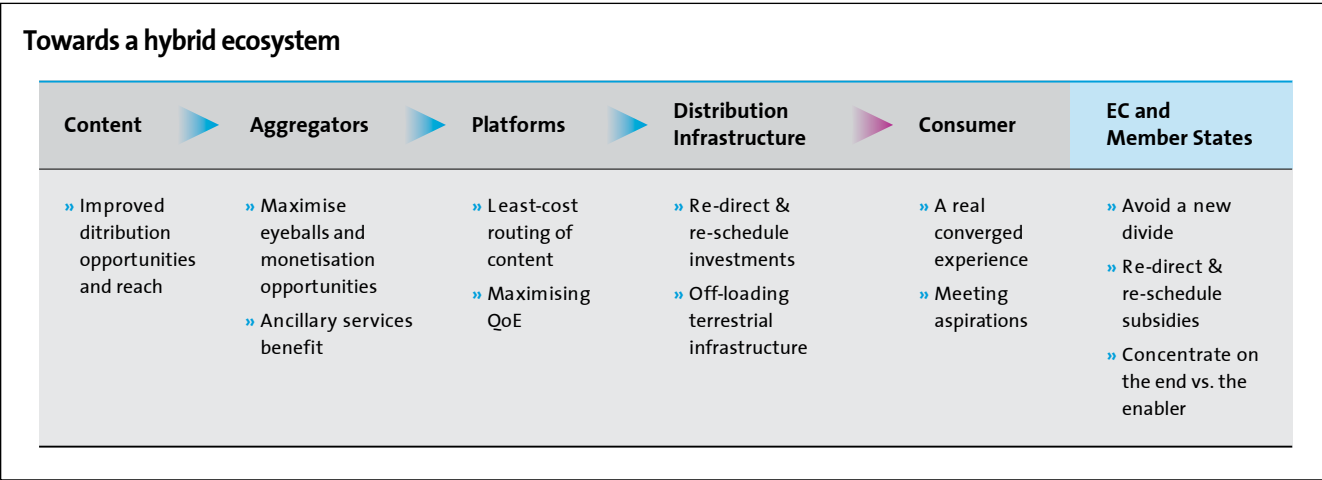 Towards a hybrid ecosystem
Content
Aggregators
Platforms
Distribution
Infrastructure
Consumer
EC and
Member States
» Improved
ditribution
opportunities
and reach
» Maximise
eyeballs and
monetisation
opportunities
» Ancillary services
benefit
» Least-cost
routing of
content
» Maximising
QoE
» Re-direct &
re-schedule
investments
» Off-loading
terrestrial
infrastructure
» A real
converged
experience
» Meeting
aspirations
» Avoid a new
divide
» Re-direct &
re-schedule
subsidies
» Concentrate on
the end vs. the
enabler